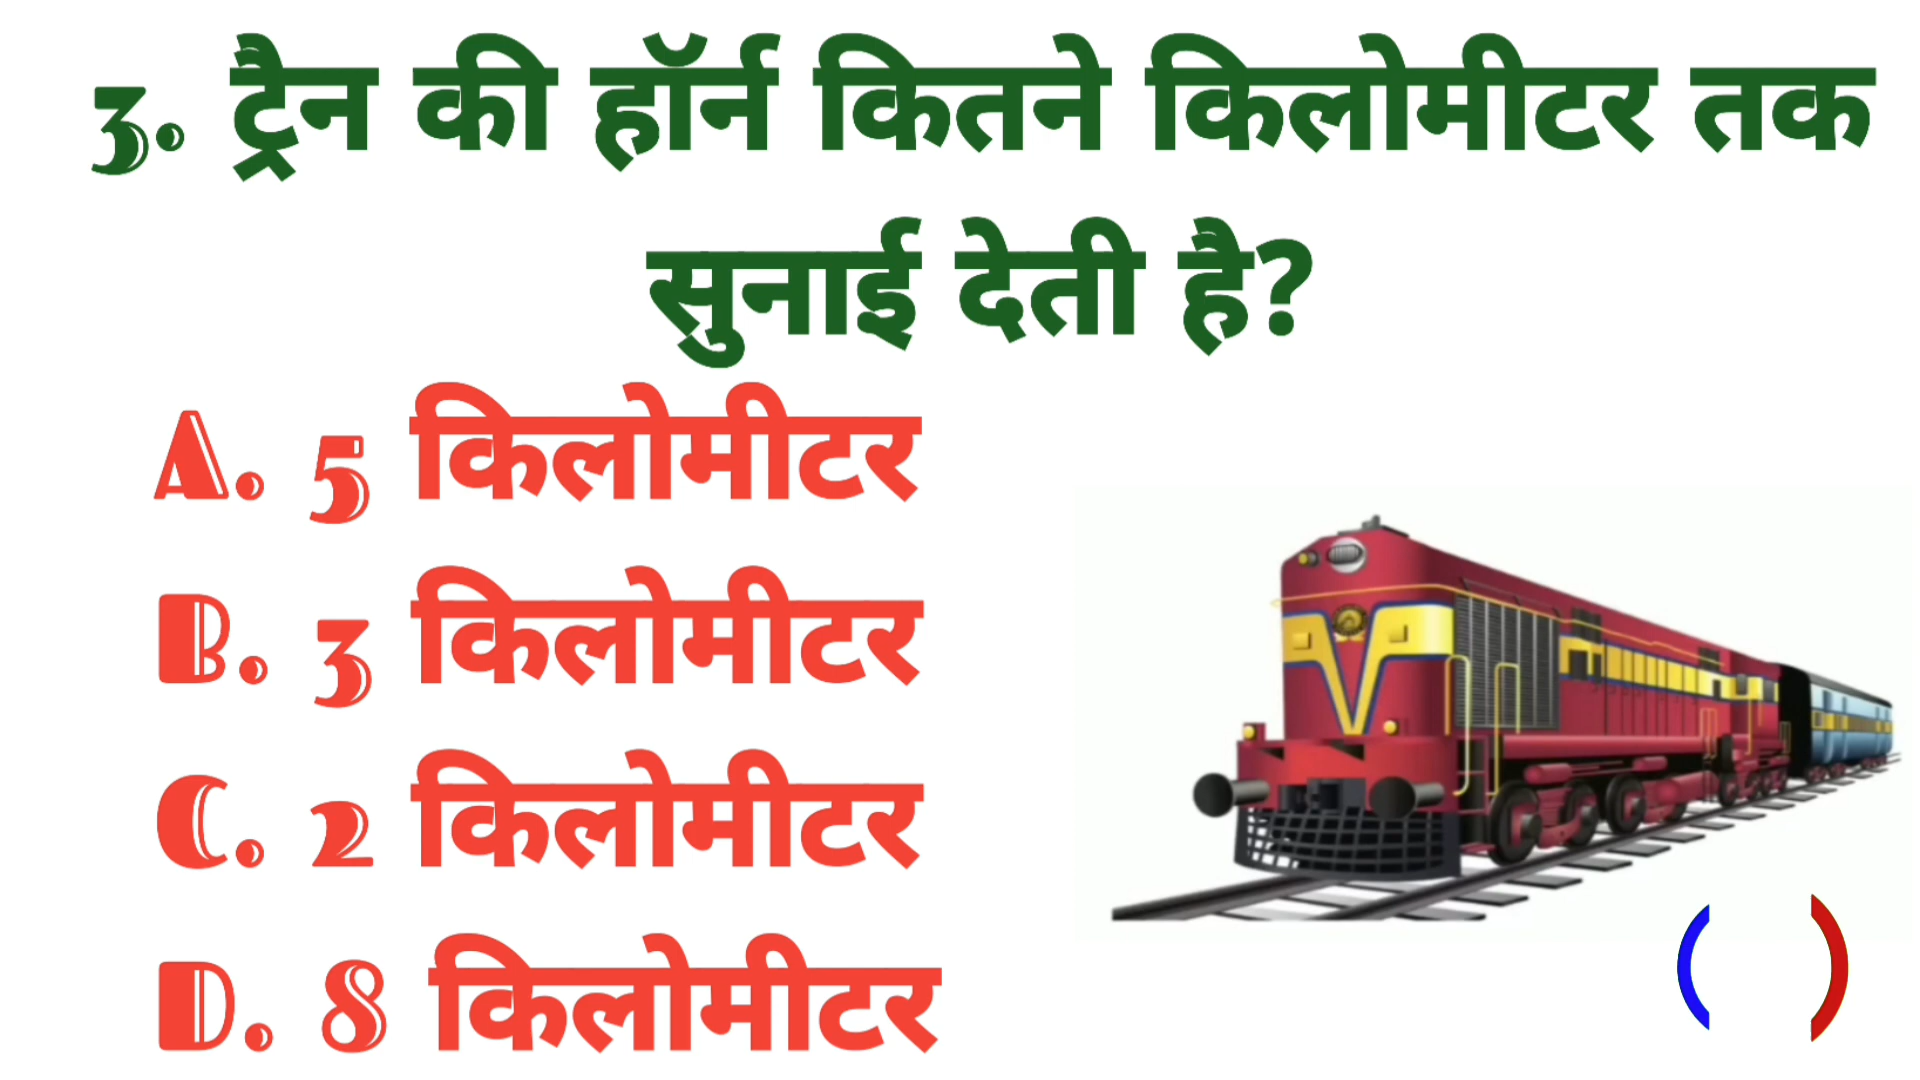 3. ट्रैन की हॉर्न कितने किलोमीटर तक
सुनाई देती है?
A. 5 किलोमीटर
B. 3 किलोमीटर
C. 2 किलोमीटर
D. 8 किलोमीटर
( )